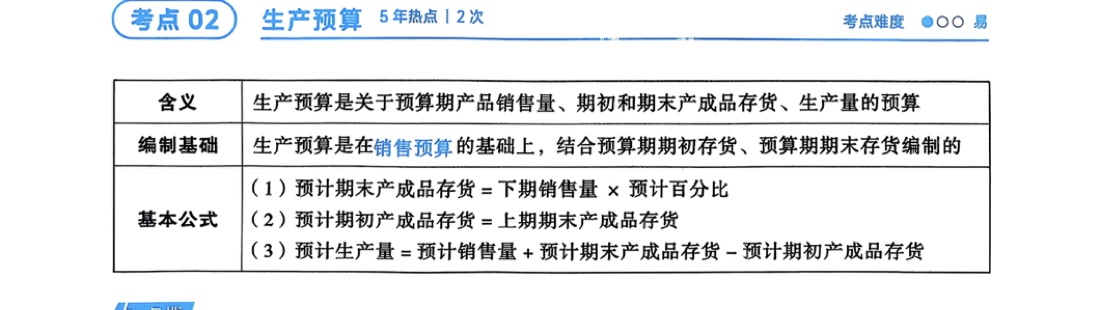 考点 02 生产预算 5年热点 | 2次 考点难度 易
含义 生产预算是关于预算期产品销售量、期初和期末产成品存货、生产量的预算
编制基础 生产预算是在销售预算的基础上，结合预算期期初存货、预算期期末存货编制的
基本公式
（1）预计期末产成品存货 = 下期销售量 × 预计百分比
（2）预计期初产成品存货 = 上期期末产成品存货
（3）预计生产量 = 预计销售量 + 预计期末产成品存货 - 预计期初产成品存货